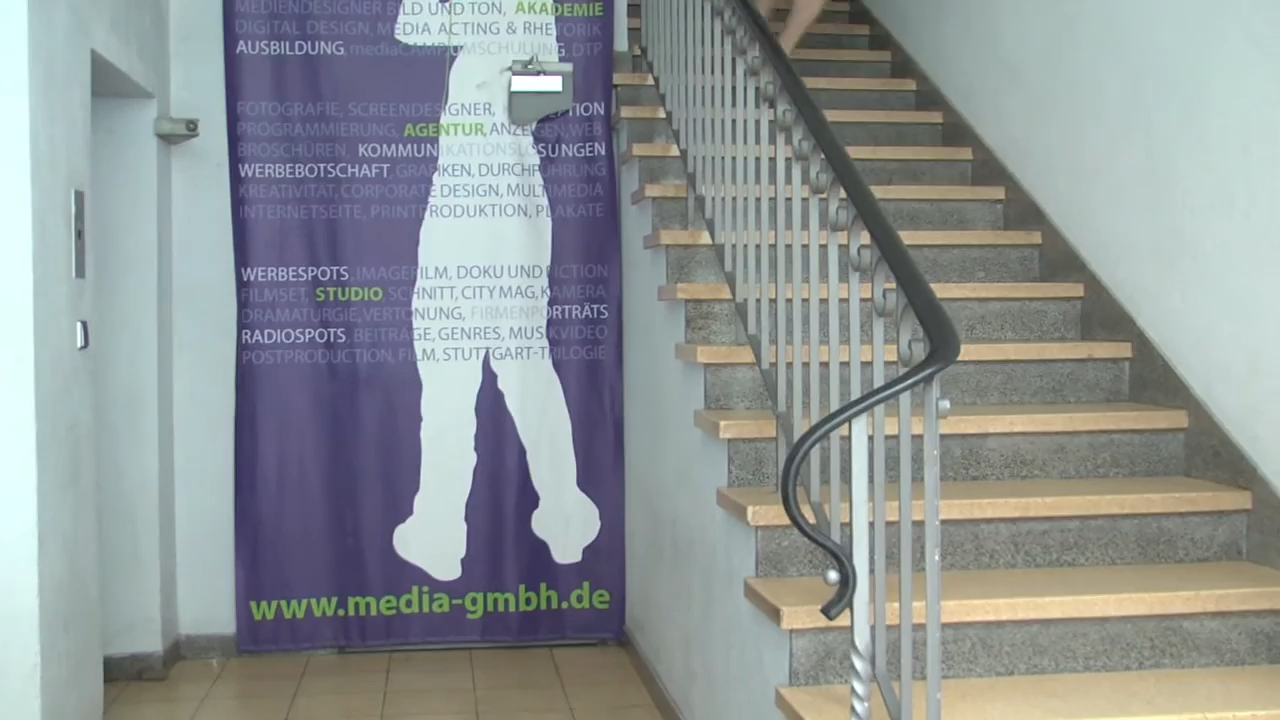 MEDIENDESIGNER BILD UND TON, AKADEMIE
DIGITAL DESIGN, MEDIA ACTING & RHETORIK
AUSBILDUNG, mediaCAMPUMSCHULUNG, DTP
FOTOGRAFIE, SCREENDESIGNER,
PROGRAMMIERUNG, AGENTUR, ANZEIGEN, WEB
BROSCHÜREN, KOMMUNIKATIONSLÖSUNGEN
WERBEBOTSCHAFT, GRAFIKEN, DURCHFÜHRUNG
KREATIVITÄT, CORPORATE DESIGN, MULTIMEDIA
INTERNETSEITE, PRINTPRODUKTION, PLAKATE
WERBESPOTS, IMAGEFILM, DOKU UND FICTION
FILMSET, STUDIO SCHNITT, CITY MAG, KAMERA
DRAMATURGIE, VERTONUNG, FIRMENPORTRÄTS
RADIOSPOTS, BEITRÄGE, GENRES, MUSIKVIDEO
POSTPRODUCTION, FILM, STUTTGART-TRILOGIE
www.media-gmbh.de